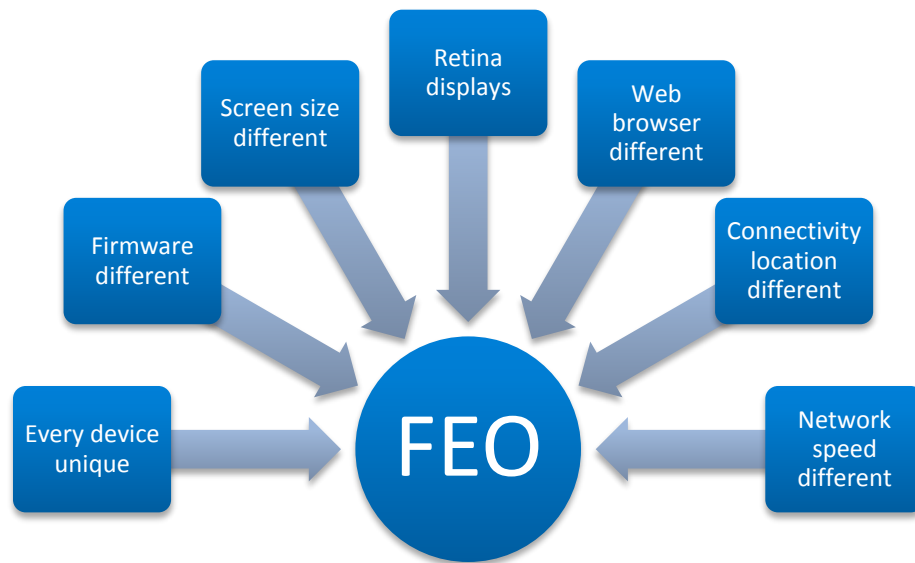 Retina
displays
Screen size
different
Web
browser
different
Firmware
different
Connectivity
location
different
Every device
unique
FEO
Network
speed
different